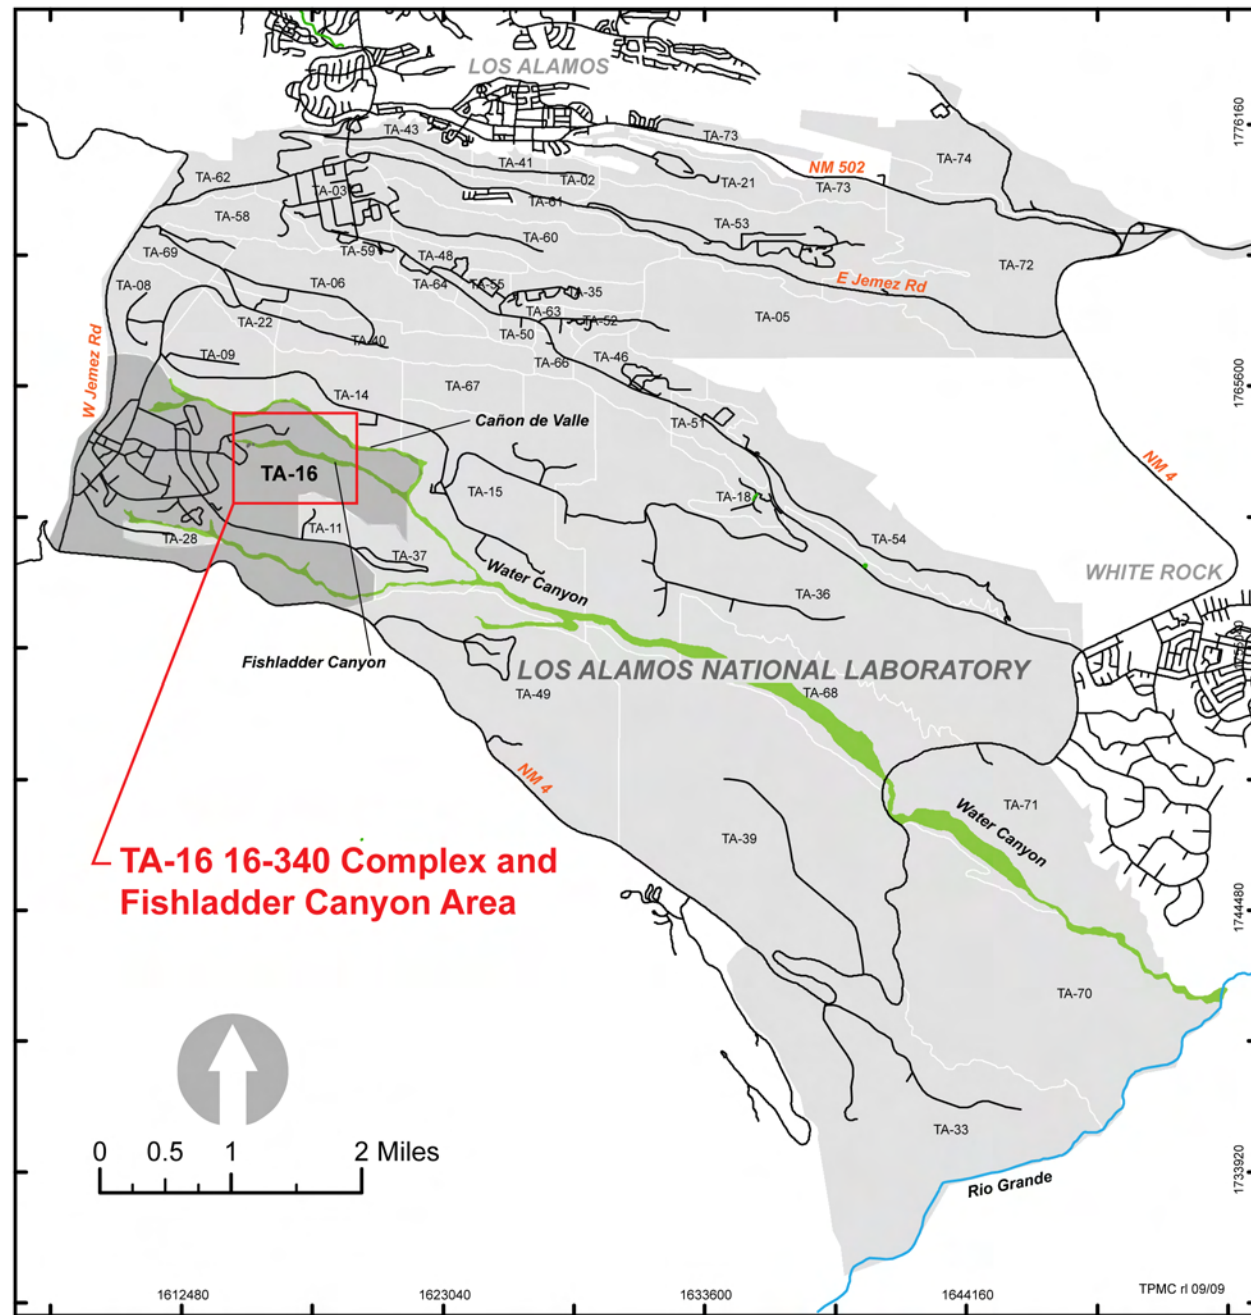 LOS ALAMOS
TA-43
TA-73
TA-74
1776160
TA-41
NM 502
TA-62
TA-03
TA-02
TA-21
TA-73
TA-61
TA-58
TA-53
TA-60
TA-59
TA-69
TA-48
TA-72
TA-08
TA-06
TA-64
TA-55
TA-35
E Jemez Rd
TA-22
TA-63
TA-52
TA-05
TA-50
TA-40
TA-09
TA-46
TA-66
W Jemez Rd
TA-14
TA-67
1765600
Cañon de Valle
TA-51
TA-16
NM 4
TA-15
TA-18
TA-11
TA-28
TA-54
TA-37
Water Canyon
TA-36
WHITE ROCK
Fishladder Canyon
LOS ALAMOS NATIONAL LABORATORY
TA-49
TA-68
NM 4
TA-71
Water Canyon
TA-39
TA-16 16-340 Complex and
Fishladder Canyon Area
1744480
TA-70
TA-33
0 0.5 1 2 Miles
1733920
Rio Grande
1612480
1623040
1633600
1644160
TPMC rl 09/09